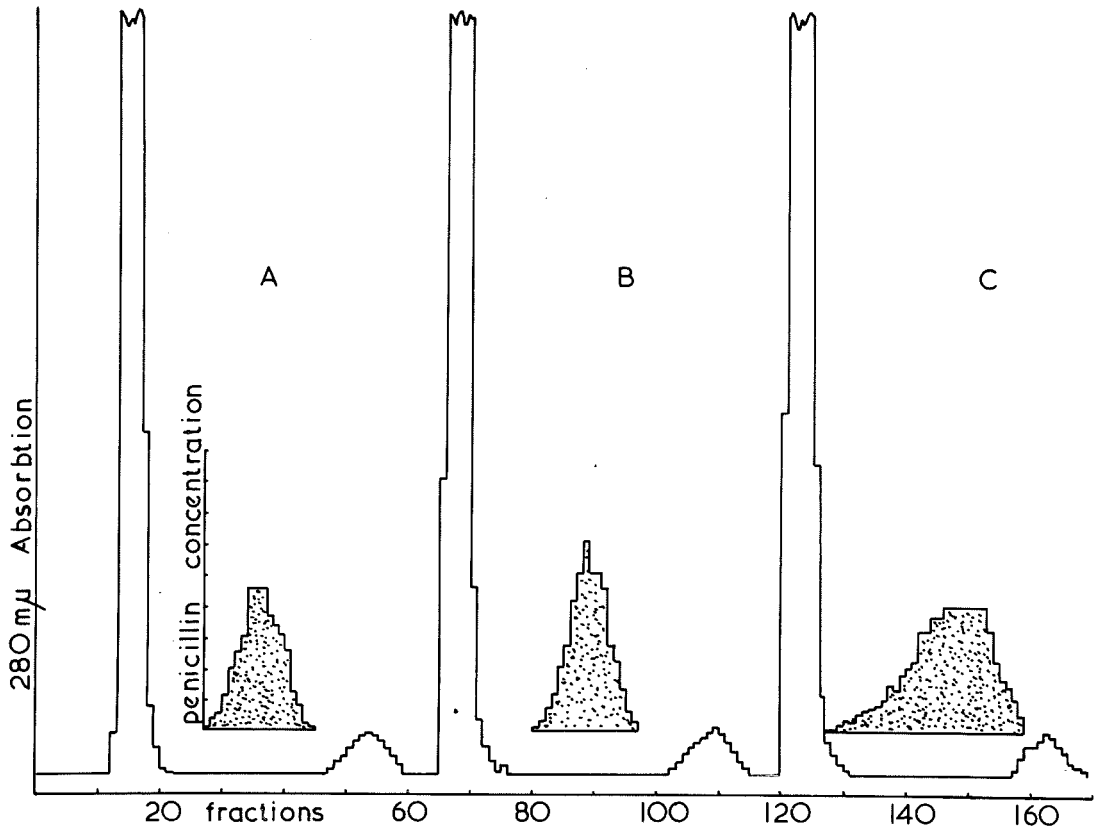 A
B
C
280 mµ Absorbtion
penicillin concentration
20 fractions 60 80 100 120 140 160